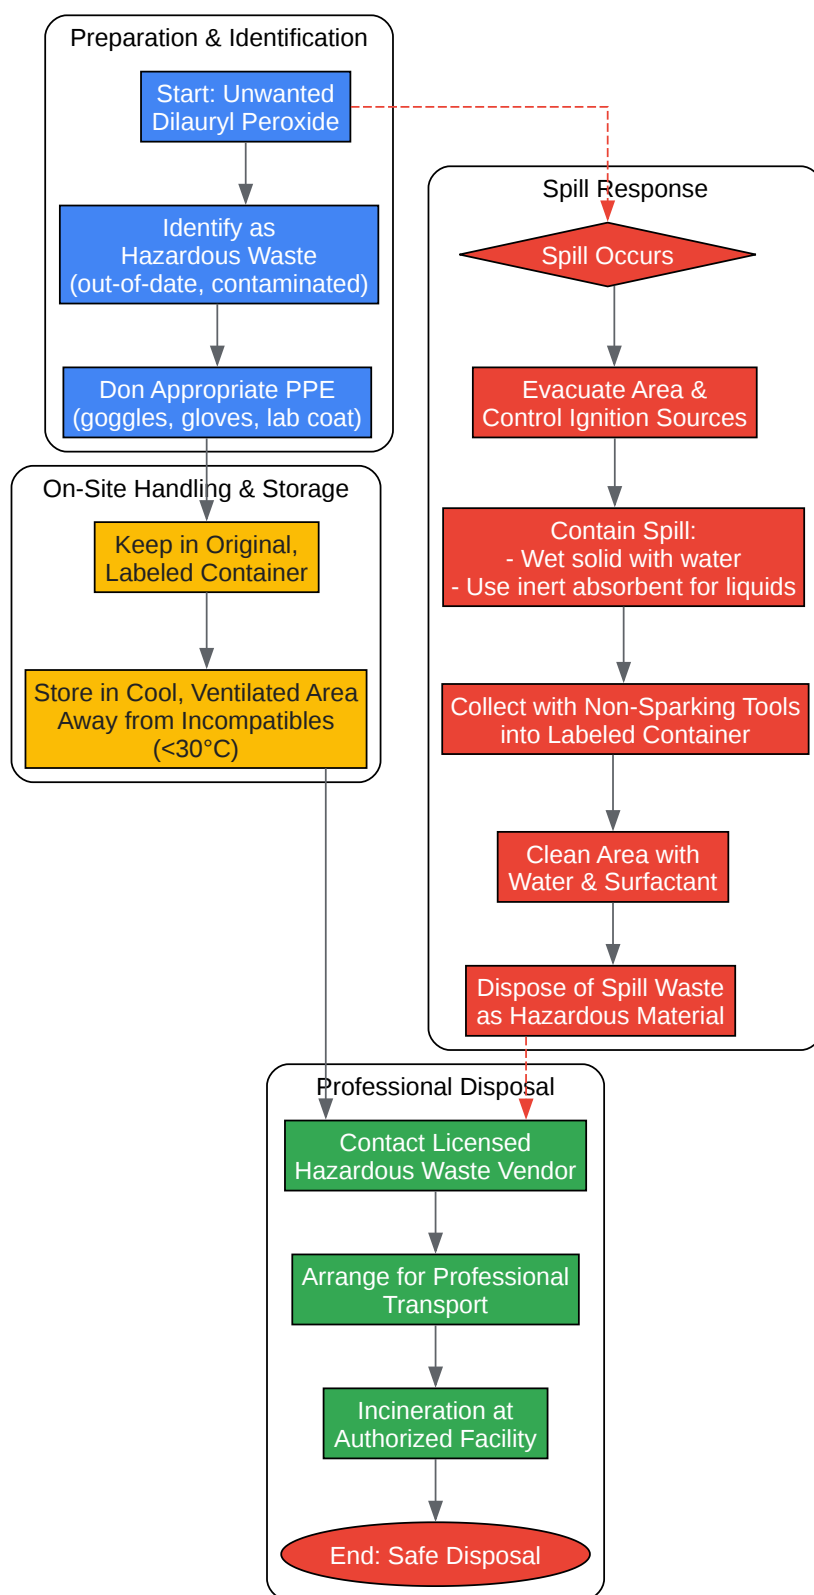 Preparation & Identification
Start: Unwanted
Dilauryl Peroxide
Identify as
Hazardous Waste
(out-of-date, contaminated)
Don Appropriate PPE
(goggles, gloves, lab coat)
On-Site Handling & Storage
Keep in Original,
Labeled Container
Store in Cool, Ventilated Area
Away from Incompatibles
(<30°C)
Spill Response
Spill Occurs
Evacuate Area &
Control Ignition Sources
Contain Spill:
- Wet solid with water
- Use inert absorbent for liquids
Collect with Non-Sparking Tools
into Labeled Container
Clean Area with
Water & Surfactant
Dispose of Spill Waste
as Hazardous Material
Professional Disposal
Contact Licensed
Hazardous Waste Vendor
Arrange for Professional
Transport
Incineration at
Authorized Facility
End: Safe Disposal